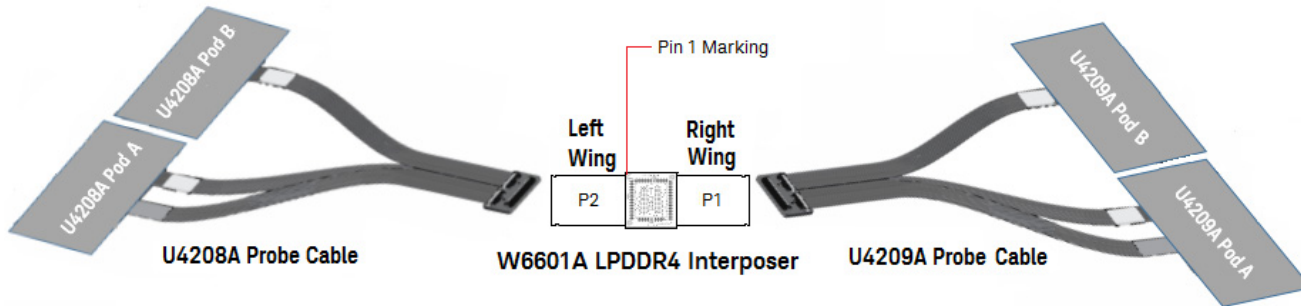 U4208A Pod B
U4208A Pod A
Pin 1 Marking
Left
Wing
Right
Wing
P2
P1
U4209A Pod B
U4209A Pod A
U4208A Probe Cable
W6601A LPDDR4 Interposer
U4209A Probe Cable